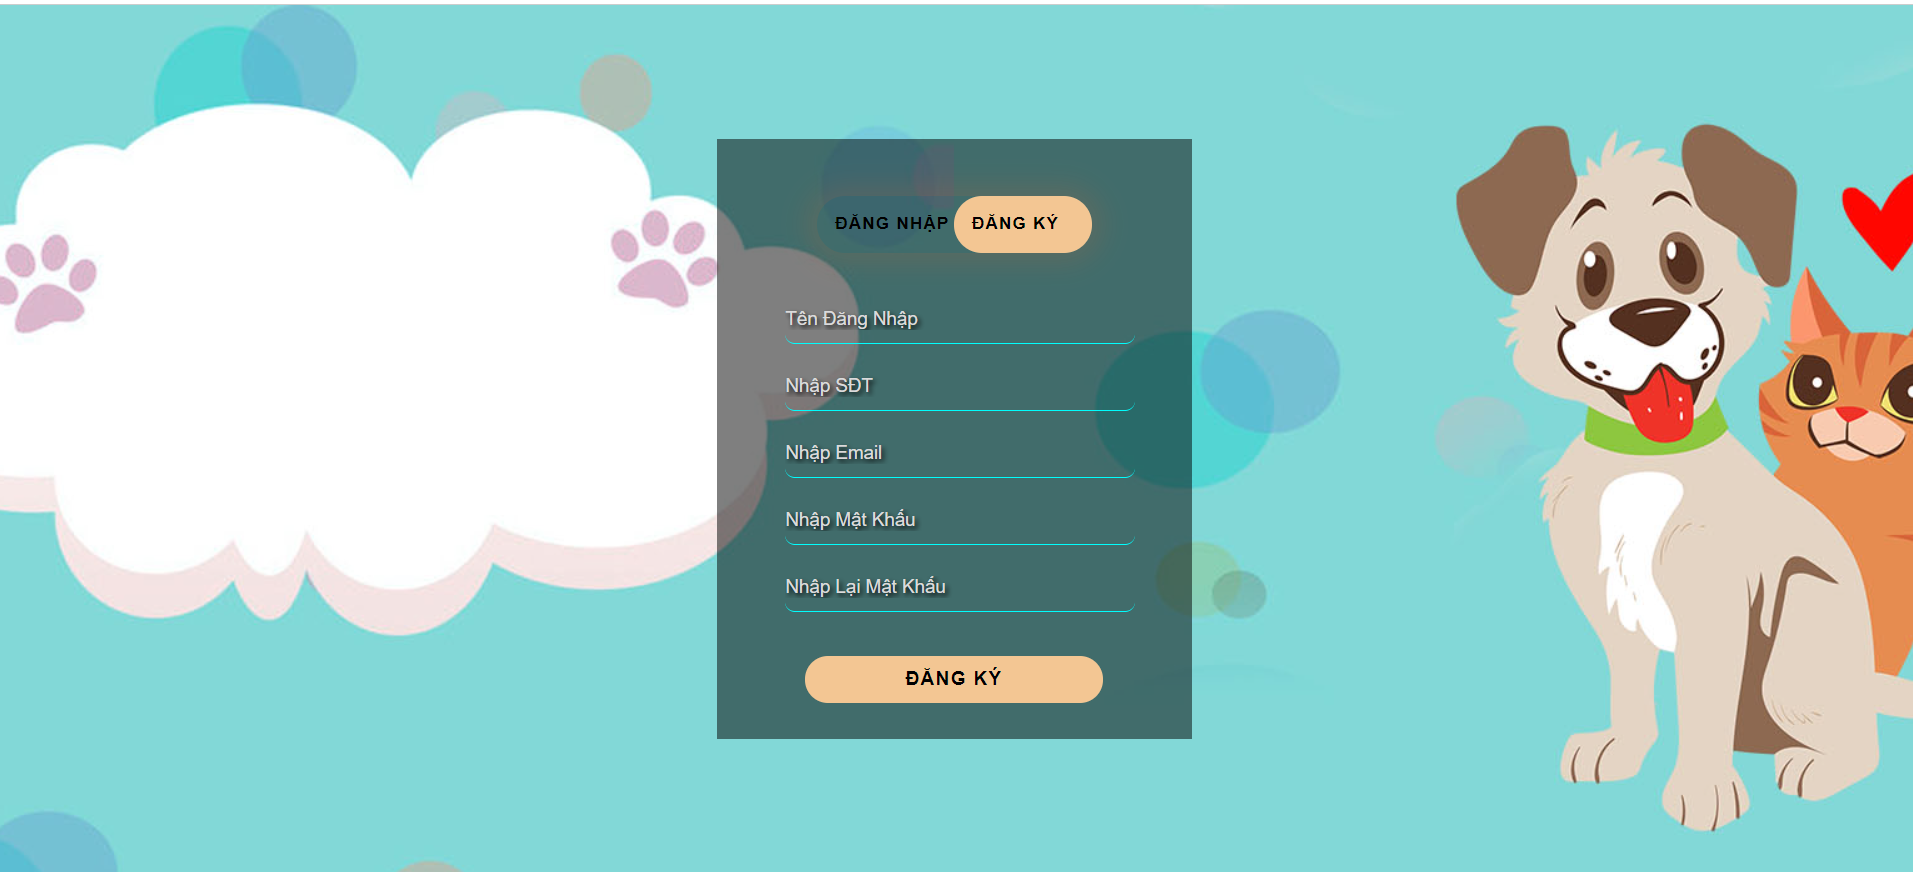 ĐĂNG NHẬP ĐĂNG KÝ
Tên Đăng Nhập
Nhập SĐT
Nhập Email
Nhập Mật Khẩu
Nhập Lại Mật Khẩu
ĐĂNG KÝ